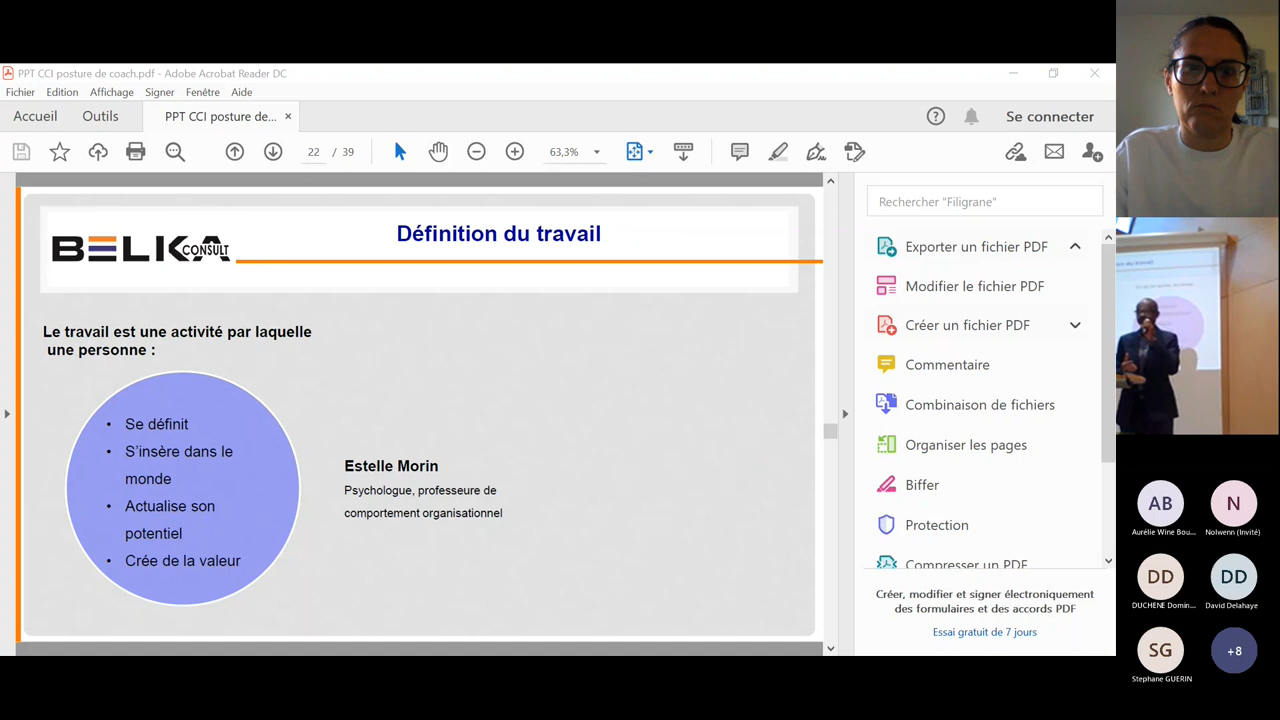 PPT CCI posture de coach.pdf - Adobe Acrobat Reader DC
Fichier Edition Affichage Signer Fenêtre Aide
Accueil Outils PPT CCI posture de... × Se connecter
22 / 39 63,3%
BELIKA CONSULT
Définition du travail
Le travail est une activité par laquelle
une personne :
• Se définit
• S'insère dans le
monde
• Actualise son
potentiel
• Crée de la valeur
Estelle Morin
Psychologue, professeure de
comportement organisationnel
Rechercher "Filigrane"
Exporter un fichier PDF
Modifier le fichier PDF
Créer un fichier PDF
Commentaire
Combinaison de fichiers
Organiser les pages
Biffer
Protection
Compresser un PDF
Créer, modifier et signer électroniquement
des formulaires et des accords PDF
Essai gratuit de 7 jours
AB N
Aurélie Wine Bou... Nolwenn (Invité)
DD DD
DUCHENE Domin... David Delahaye
SG +8
Stephane GUERIN